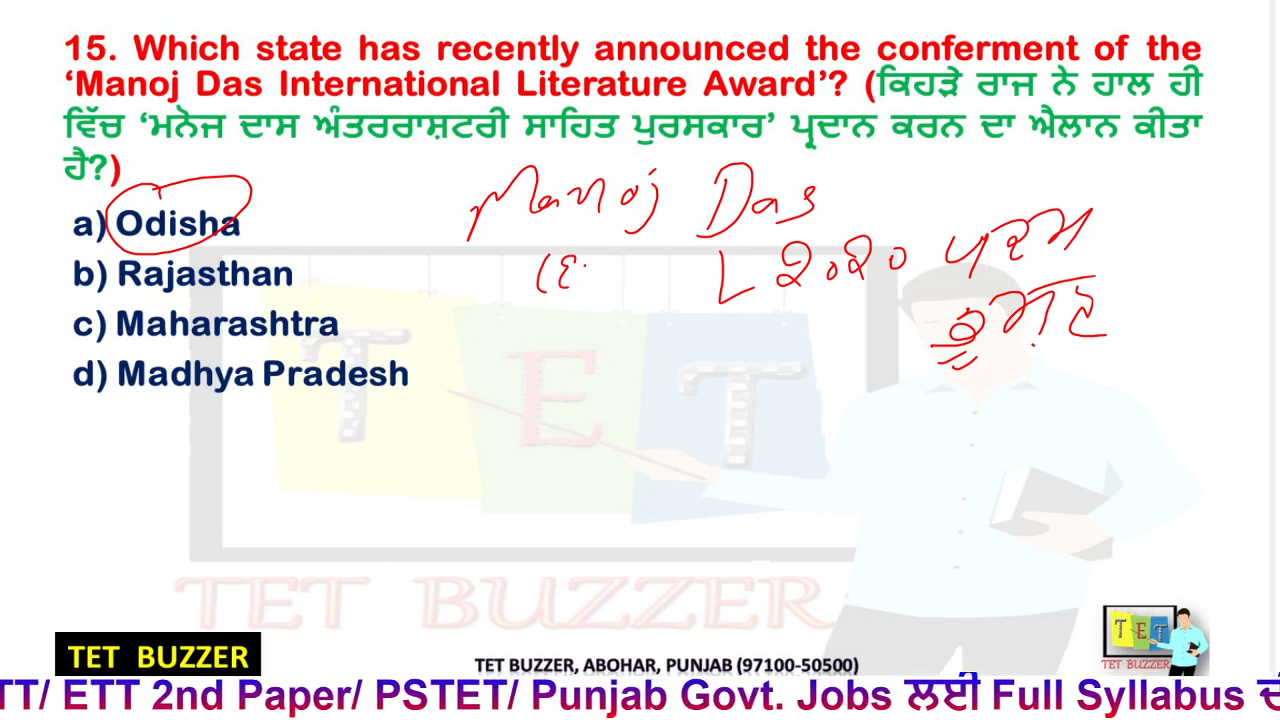 15. Which state has recently announced the conferment of the
‘Manoj Das International Literature Award’? (ਕਿਹੜੇ ਰਾਜ ਨੇ ਹਾਲ ਹੀ
ਵਿੱਚ ‘ਮਨੋਜ ਦਾਸ ਅੰਤਰਰਾਸ਼ਟਰੀ ਸਾਹਿਤ ਪੁਰਸਕਾਰ’ ਪ੍ਰਦਾਨ ਕਰਨ ਦਾ ਐਲਾਨ ਕੀਤਾ
ਹੈ?)
Manoj Das
a) Odisha
2020
b) Rajasthan
c) Maharashtra
d) Madhya Pradesh
TET
TET BUZZER
TET
TET BUZZER
TET BUZZER
TET BUZZER, ABOHAR, PUNJAB (97100-50500)
TT/ ETT 2nd Paper/ PSTET/ Punjab Govt. Jobs ਲਈ Full Syllabus